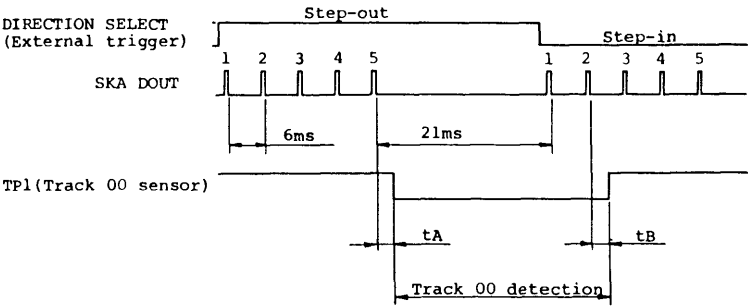 Step-out
DIRECTION SELECT
(External trigger)
Step-in
1 2 3 4 5 1 2 3 4 5
SKA DOUT
6ms 21ms
TP1(Track 00 sensor)
tA tB
Track 00 detection